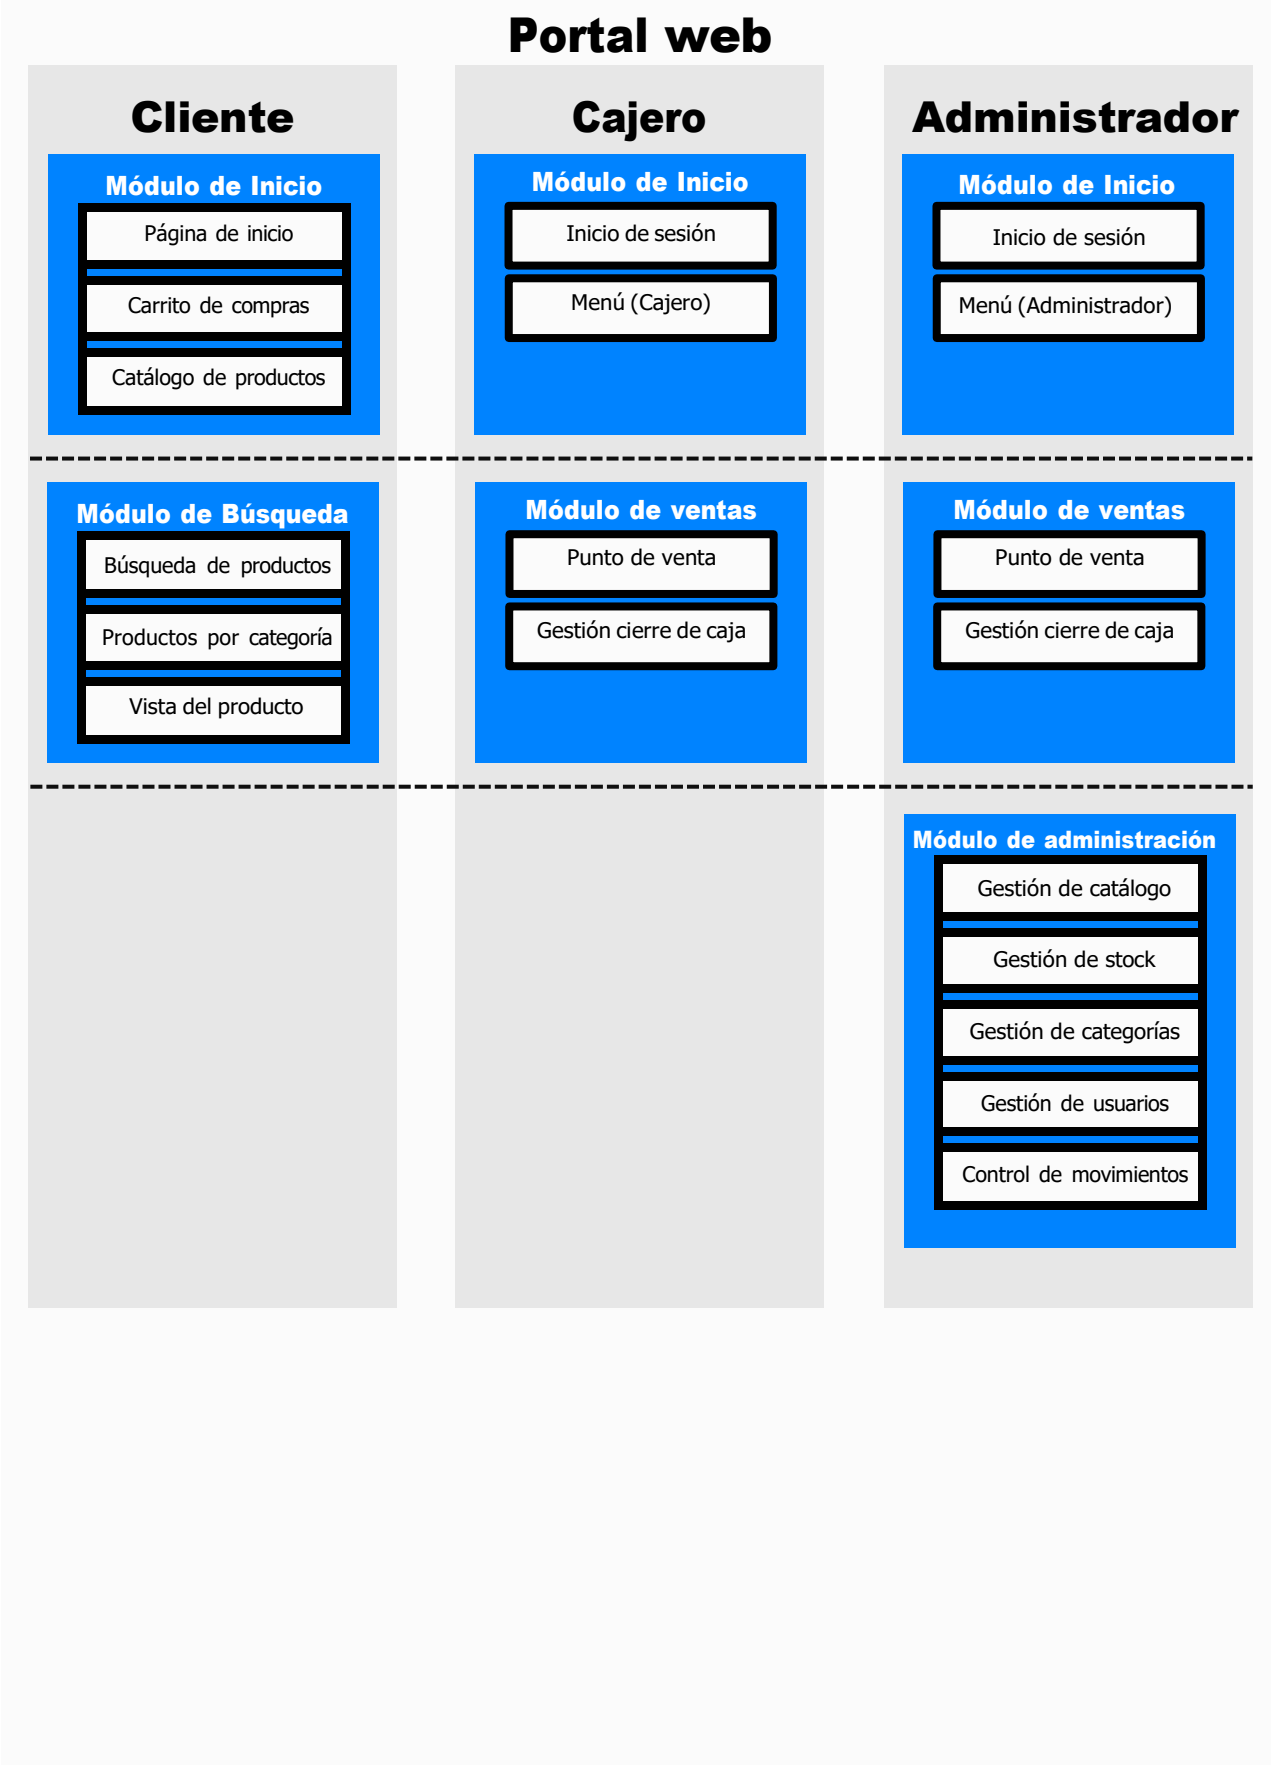 Portal web
Cliente
Cajero
Administrador
Módulo de Inicio
Página de inicio
Carrito de compras
Catálogo de productos
Módulo de Inicio
Inicio de sesión
Menú (Cajero)
Módulo de Inicio
Inicio de sesión
Menú (Administrador)
Módulo de Búsqueda
Búsqueda de productos
Productos por categoría
Vista del producto
Módulo de ventas
Punto de venta
Gestión cierre de caja
Módulo de ventas
Punto de venta
Gestión cierre de caja
Módulo de administración
Gestión de catálogo
Gestión de stock
Gestión de categorías
Gestión de usuarios
Control de movimientos